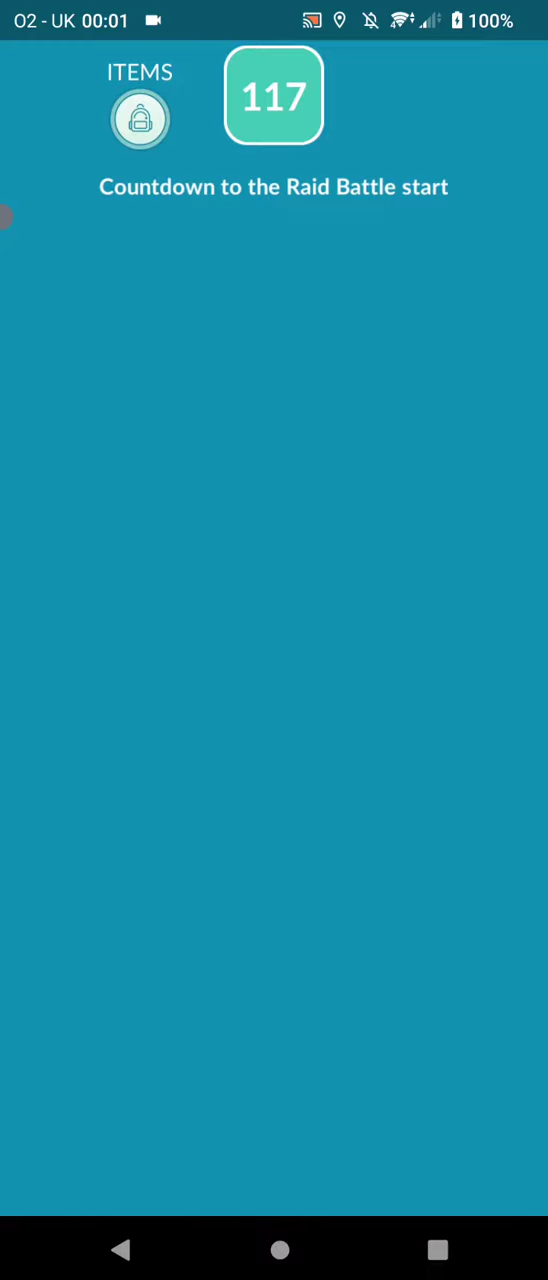 O2 - UK 00:01 100%
ITEMS
117
Countdown to the Raid Battle start